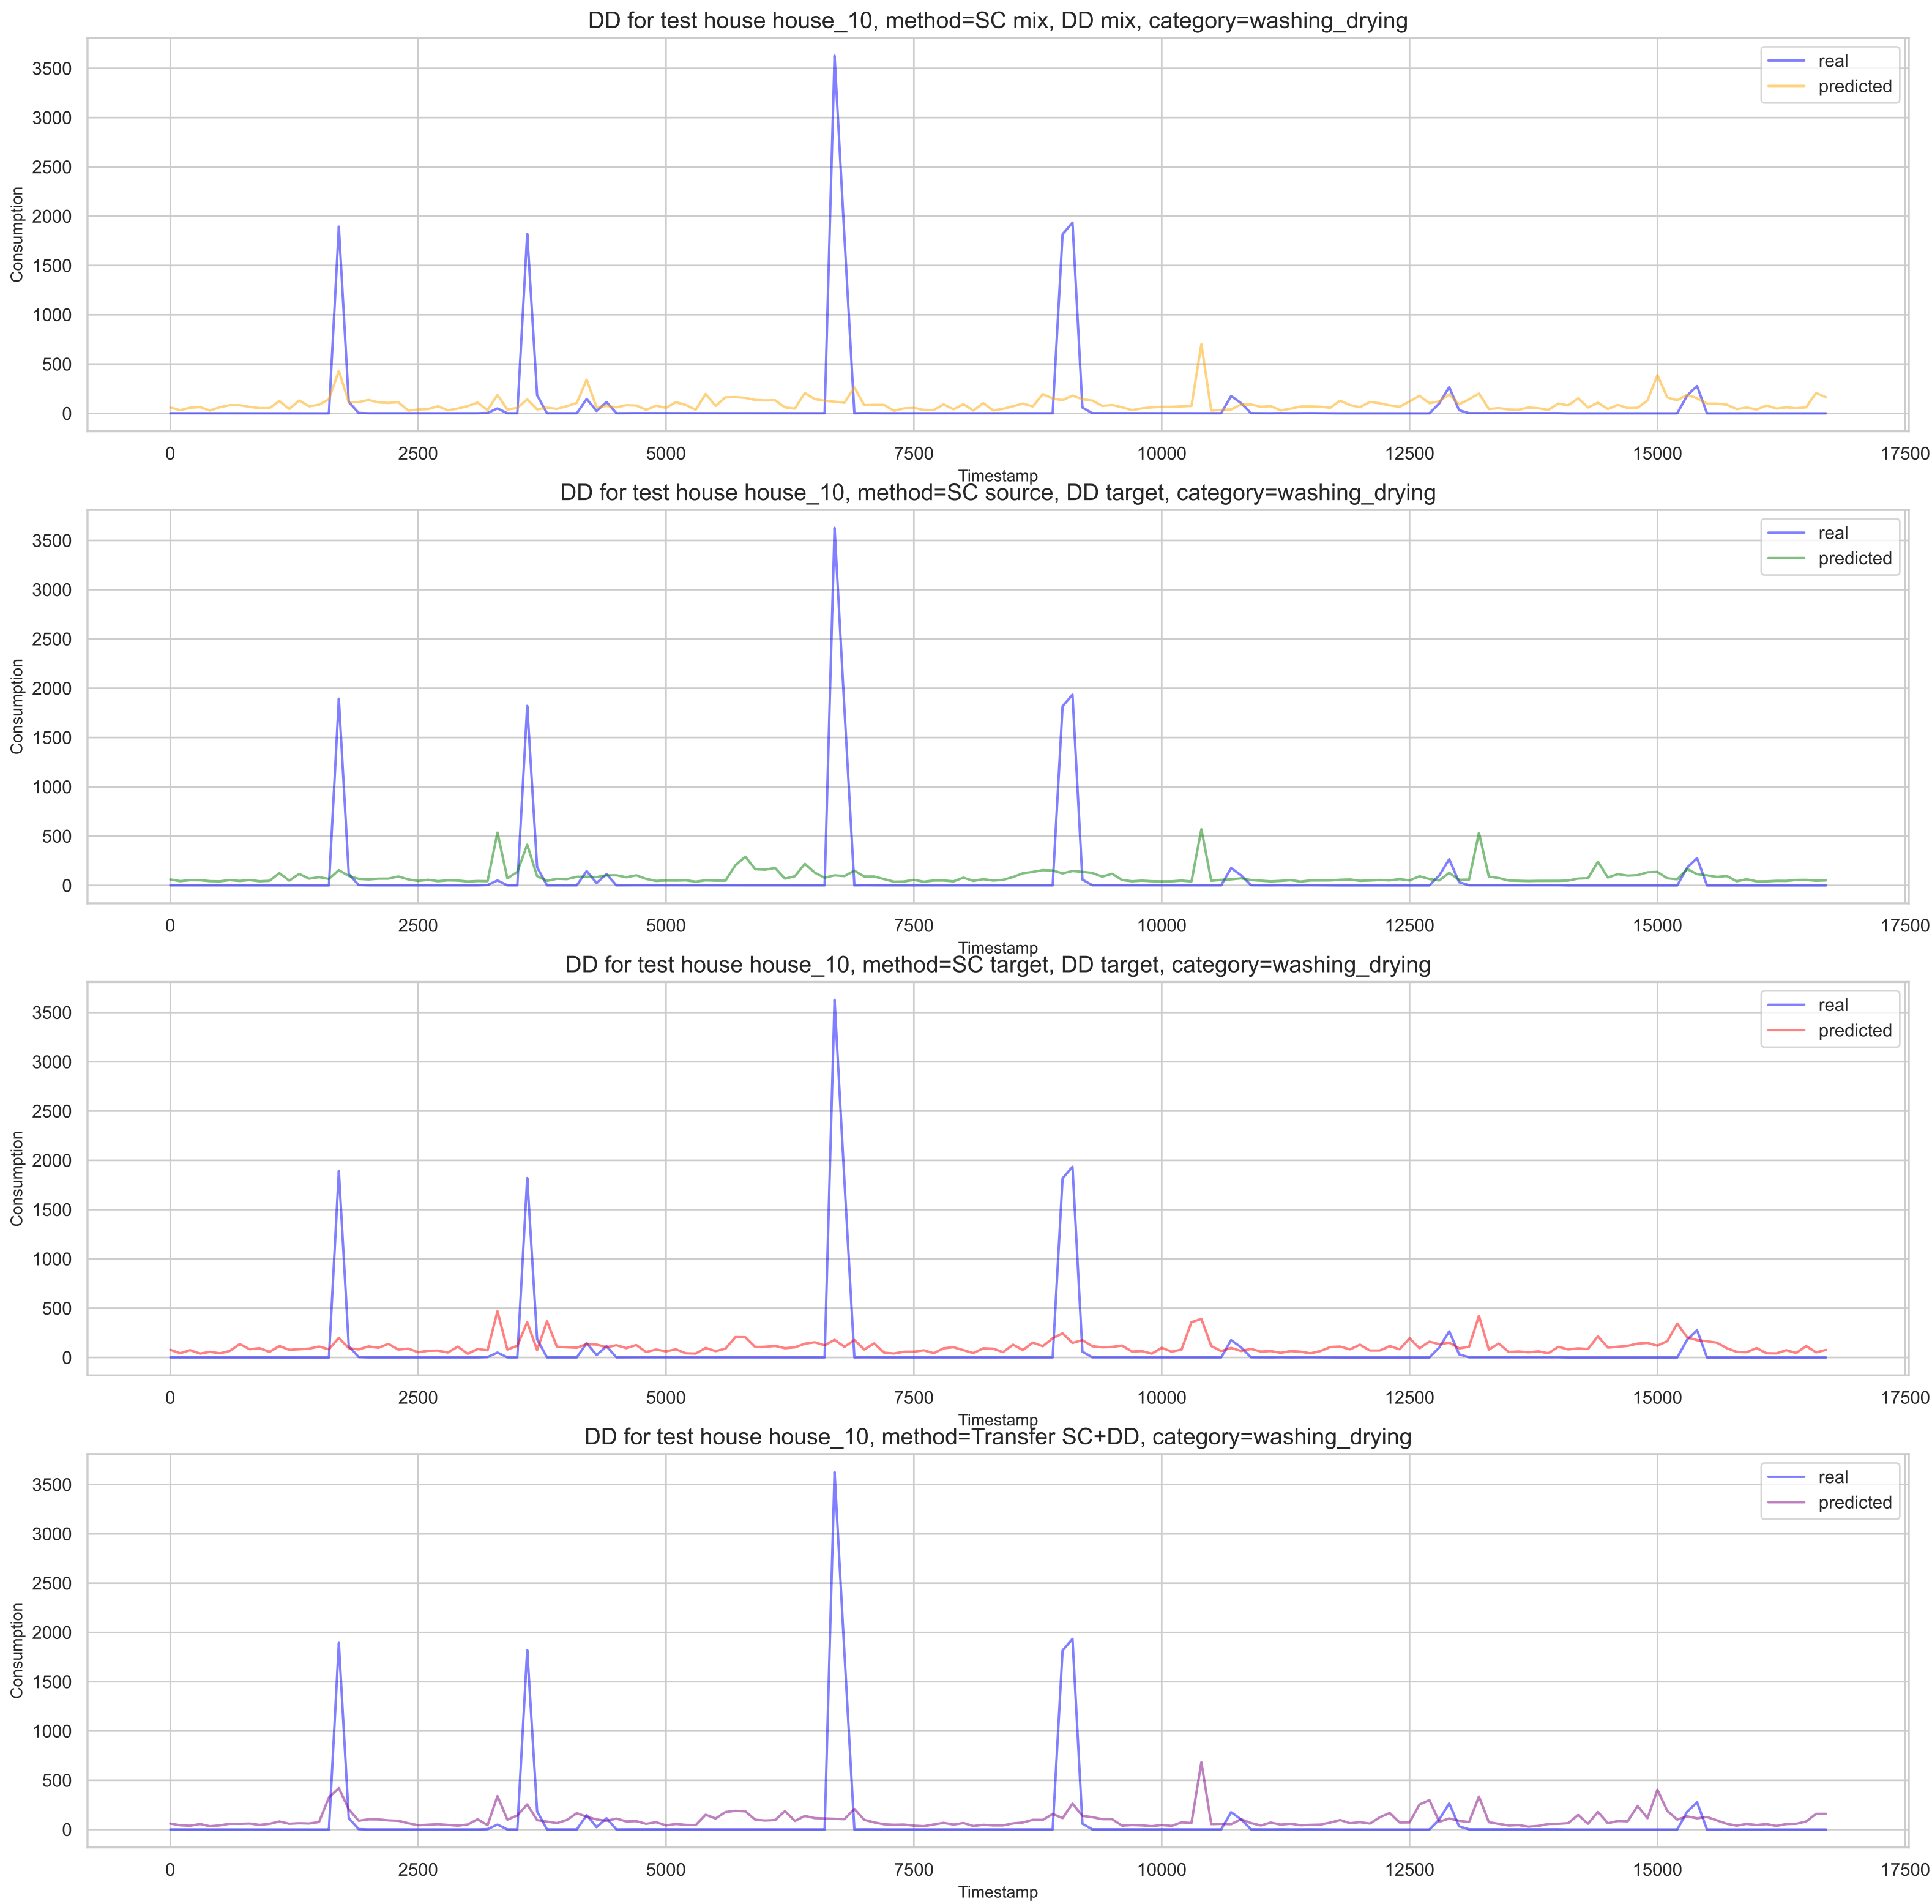 DD for test house house_10, method=SC mix, DD mix, category=washing_drying
real
predicted
3500
3000
2500
2000
1500
1000
500
0
Consumption
0 2500 5000 7500 10000 12500 15000 17500
Timestamp
DD for test house house_10, method=SC source, DD target, category=washing_drying
real
predicted
3500
3000
2500
2000
1500
1000
500
0
Consumption
0 2500 5000 7500 10000 12500 15000 17500
Timestamp
DD for test house house_10, method=SC target, DD target, category=washing_drying
real
predicted
3500
3000
2500
2000
1500
1000
500
0
Consumption
0 2500 5000 7500 10000 12500 15000 17500
Timestamp
DD for test house house_10, method=Transfer SC+DD, category=washing_drying
real
predicted
3500
3000
2500
2000
1500
1000
500
0
Consumption
0 2500 5000 7500 10000 12500 15000 17500
Timestamp